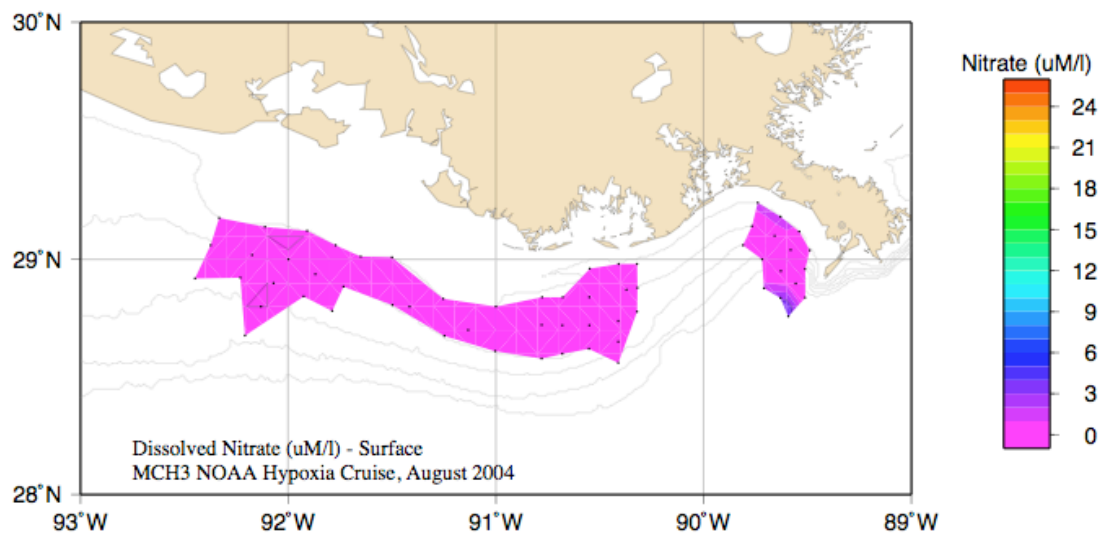 30°N
Nitrate (uM/l)
24
21
18
15
29°N
12
9
6
3
Dissolved Nitrate (uM/l) - Surface
0
MCH3 NOAA Hypoxia Cruise, August 2004
28°N
93°W 92°W 91°W 90°W 89°W